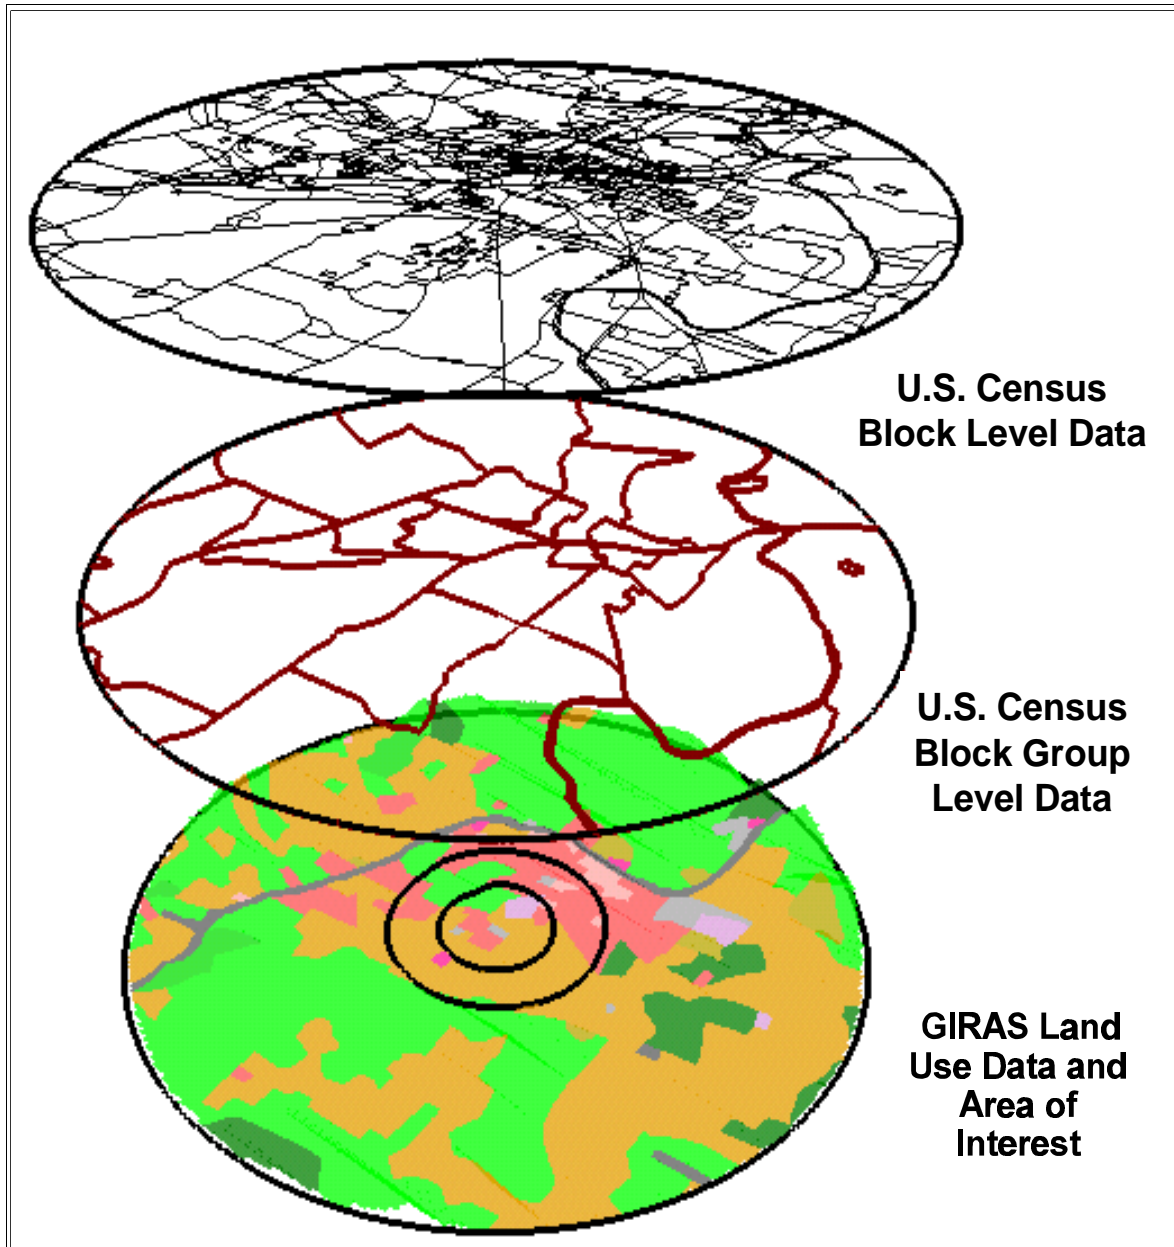 U.S. Census
Block Level Data
U.S. Census
Block Group
Level Data
GIRAS Land
Use Data and
Area of
Interest